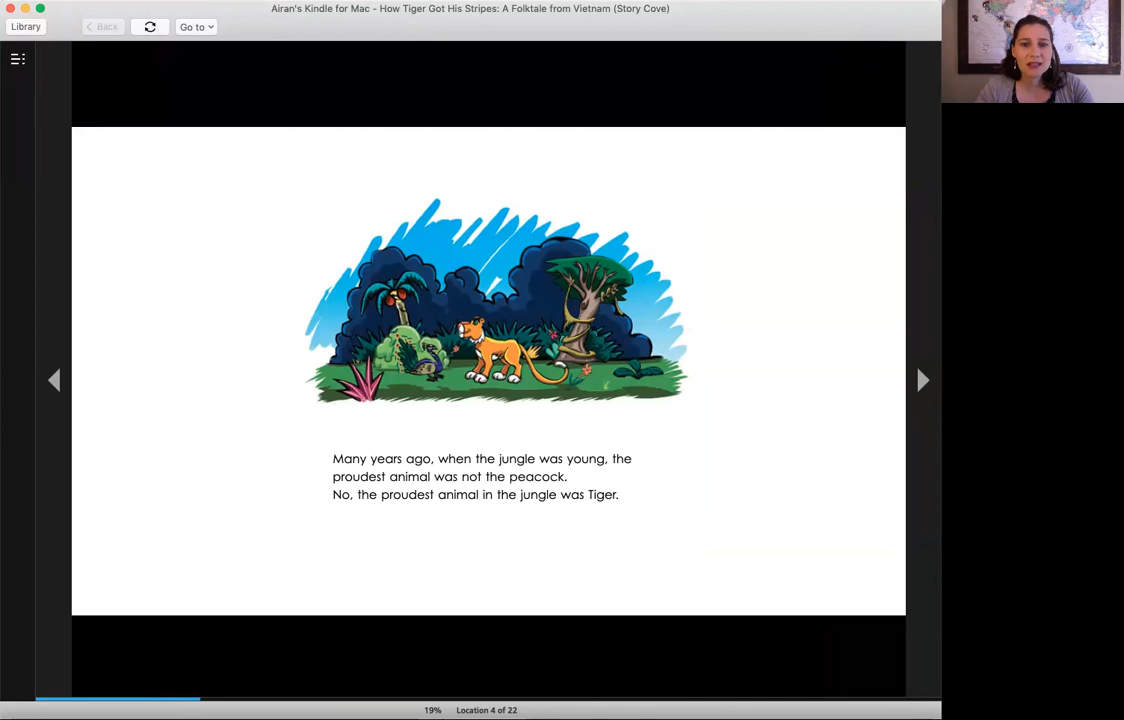 Airan's Kindle for Mac - How Tiger Got His Stripes: A Folktale from Vietnam (Story Cove)
Library
Back
Go to
Many years ago, when the jungle was young, the
proudest animal was not the peacock.
No, the proudest animal in the jungle was Tiger.
19%
Location 4 of 22